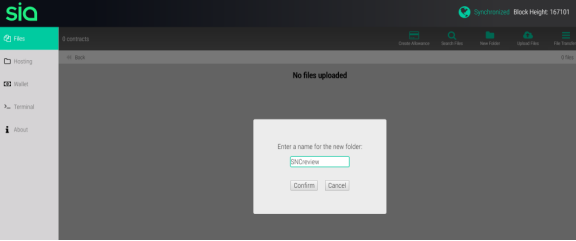 sia
Synchronized Block Height: 167101
Files
0 contracts
Create Allowance
Search Files
New Folder
Upload Files
File Transfers
Hosting
Back
0 files
No files uploaded
Wallet
Terminal
About
Enter a name for the new folder:
SNCreview
Confirm Cancel